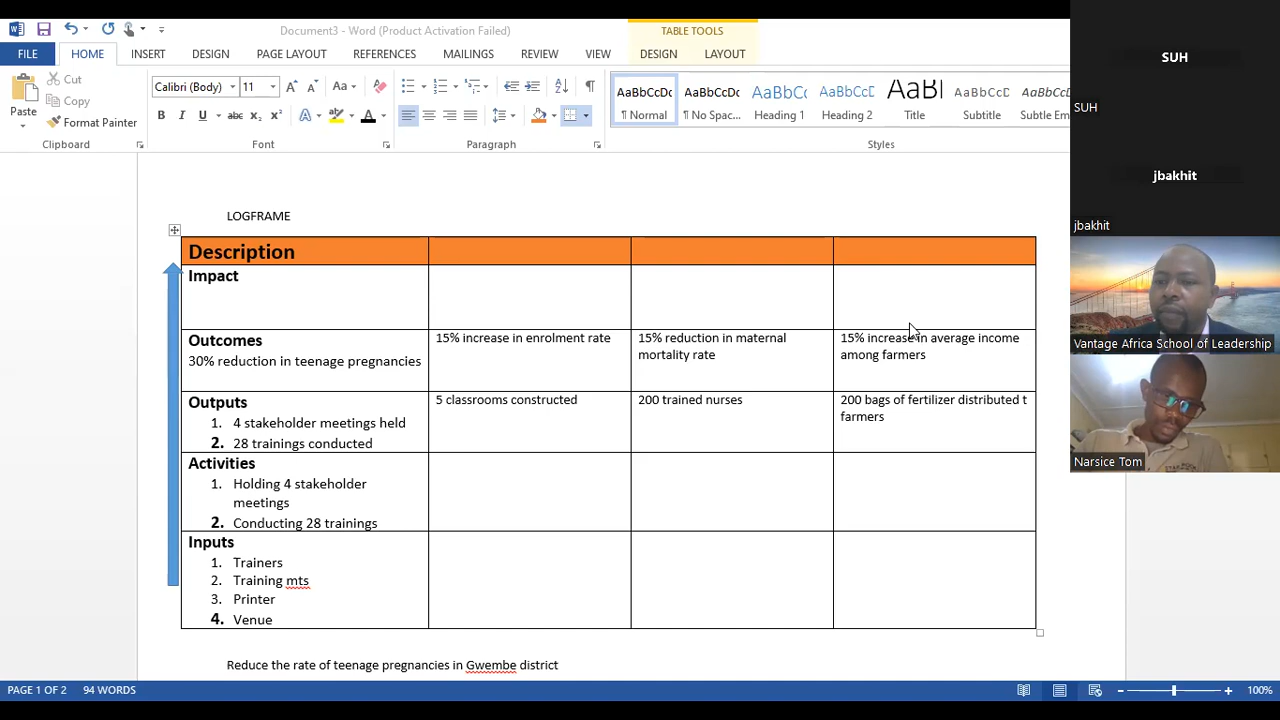 Document3 - Word (Product Activation Failed)
TABLE TOOLS
FILE HOME INSERT DESIGN PAGE LAYOUT REFERENCES MAILINGS REVIEW VIEW DESIGN LAYOUT
Cut
Copy
Format Painter
Paste
Clipboard
Calibri (Body) 11
Font
Paragraph
AaBbCcDc AaBbCcDc AaBbCc AaBbCc AaBl AaBbCcD AaBbCcD
¶ Normal ¶ No Spac... Heading 1 Heading 2 Title Subtitle Subtle Em
Styles
LOGFRAME
Description
Impact
Outcomes
30% reduction in teenage pregnancies
15% increase in enrolment rate
15% reduction in maternal
mortality rate
15% increase in average income
among farmers
Outputs
1. 4 stakeholder meetings held
2. 28 trainings conducted
5 classrooms constructed
200 trained nurses
200 bags of fertilizer distributed t
farmers
Activities
1. Holding 4 stakeholder
meetings
2. Conducting 28 trainings
Inputs
1. Trainers
2. Training mts
3. Printer
4. Venue
Reduce the rate of teenage pregnancies in Gwembe district
PAGE 1 OF 2 94 WORDS
100%
SUH
SUH
jbakhit
jbakhit
Vantage Africa School of Leadership
Narsice Tom